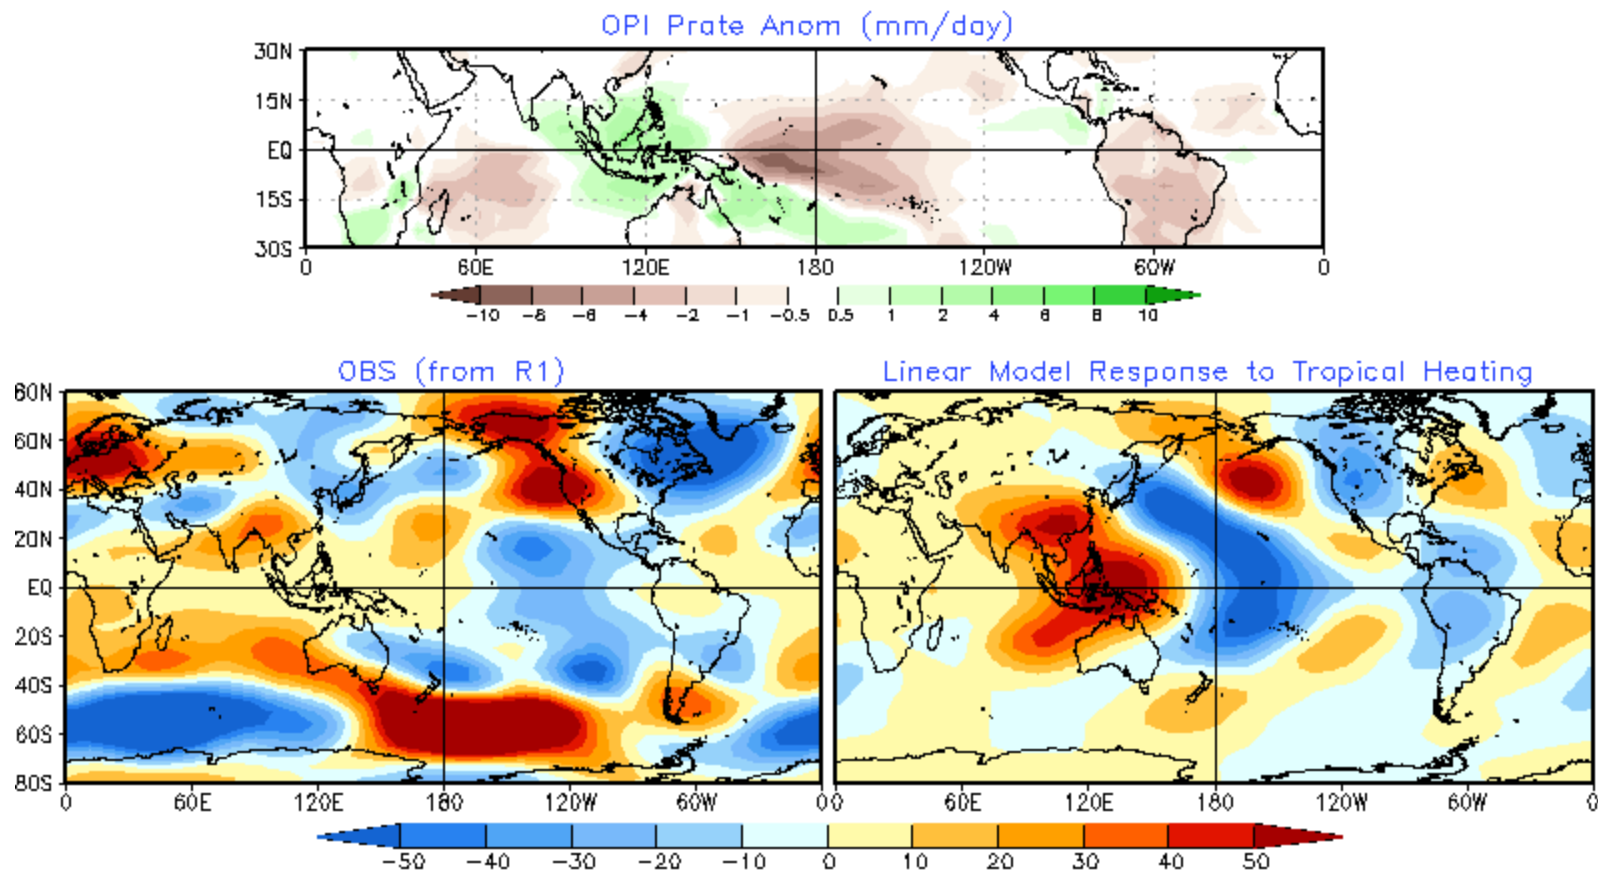 OPI Prate Anom (mm/day)
30N
15N
EQ
15S
30S
0 60E 120E 180 120W 60W 0
-10 -8 -6 -4 -2 -1 -0.5 0.5 1 2 4 6 8 10
OBS (from R1) Linear Model Response to Tropical Heating
80N
60N
40N
20N
EQ
20S
40S
60S
80S
0 60E 120E 180 120W 60W 0 0 60E 120E 180 120W 60W 0
-50 -40 -30 -20 -10 0 10 20 30 40 50